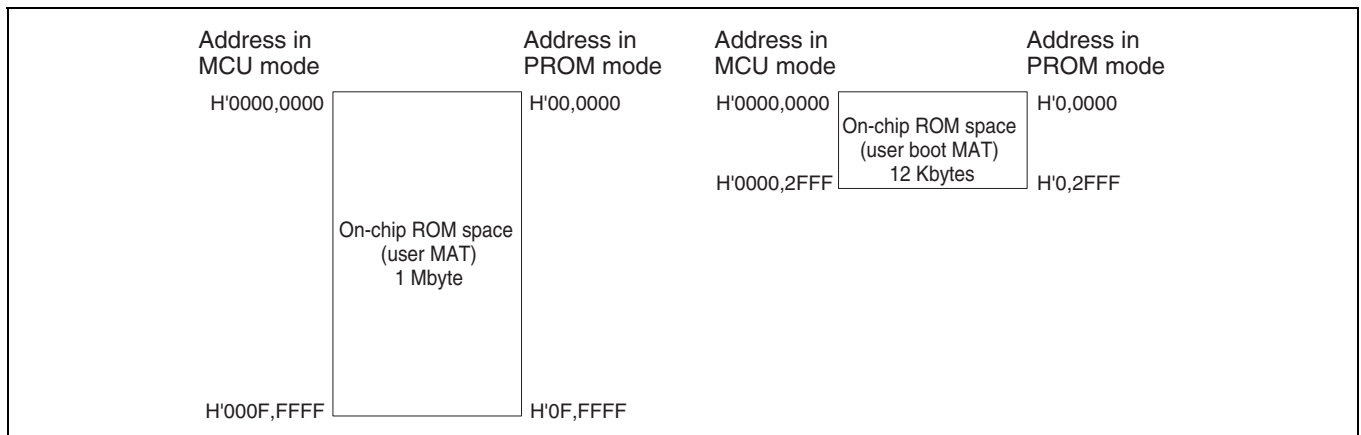 Address in
MCU mode
Address in
PROM mode
H'0000,0000
H'00,0000
On-chip ROM space
(user MAT)
1 Mbyte
H'000F,FFFF
H'0F,FFFF
Address in
MCU mode
Address in
PROM mode
H'0000,0000
H'0,0000
On-chip ROM space
(user boot MAT)
12 Kbytes
H'0000,2FFF
H'0,2FFF